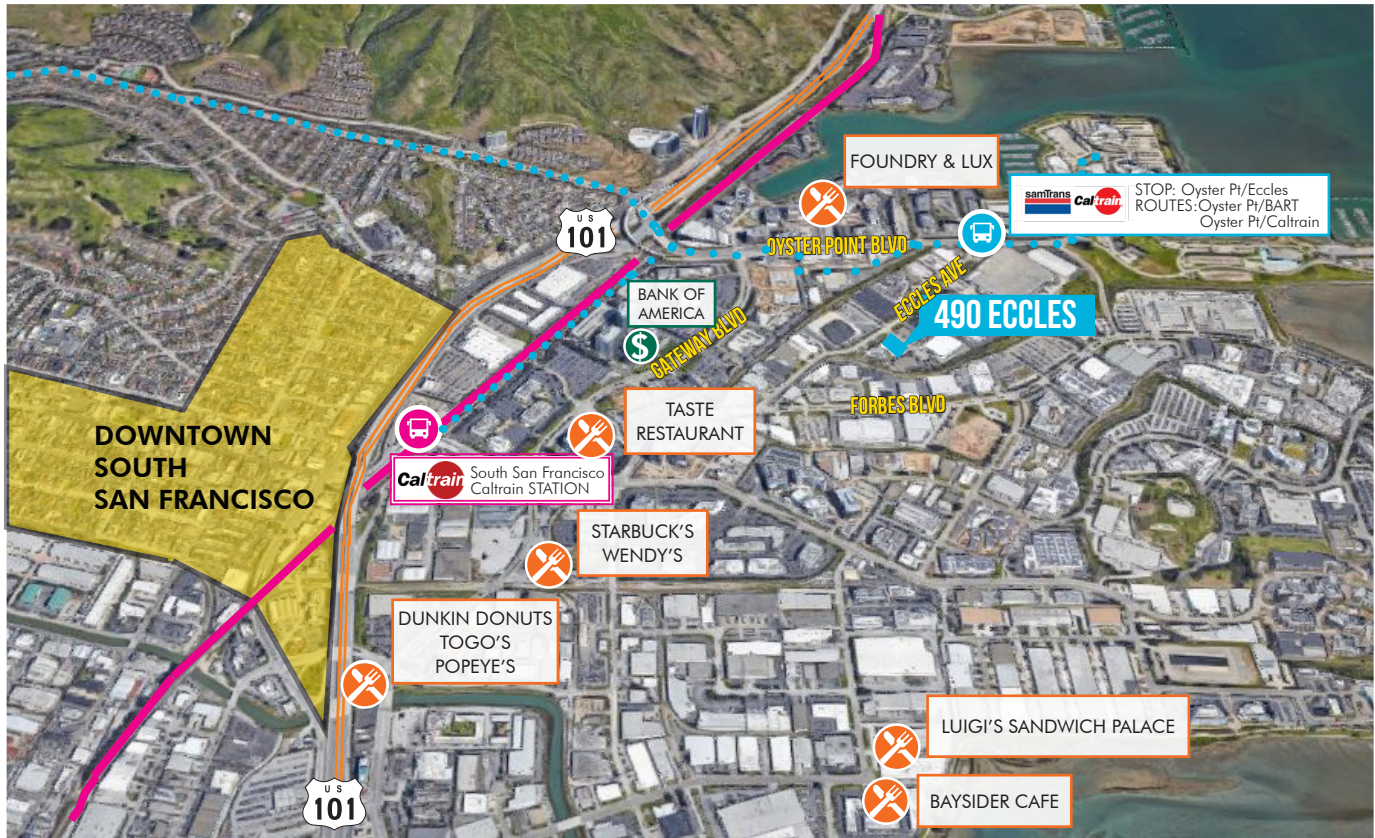 FOUNDRY & LUX
samTrans
Caltrain
STOP: Oyster Pt/Eccles
ROUTES:Oyster Pt/BART
Oyster Pt/Caltrain
US
101
OYSTER POINT BLVD
ECCLES AVE
490 ECCLES
BANK OF
AMERICA
$
GATEWAY BLVD
FORBES BLVD
TASTE
RESTAURANT
DOWNTOWN
SOUTH
SAN FRANCISCO
Caltrain
South San Francisco
Caltrain STATION
STARBUCK'S
WENDY'S
DUNKIN DONUTS
TOGO'S
POPEYE'S
LUIGI'S SANDWICH PALACE
US
101
BAYSIDER CAFE